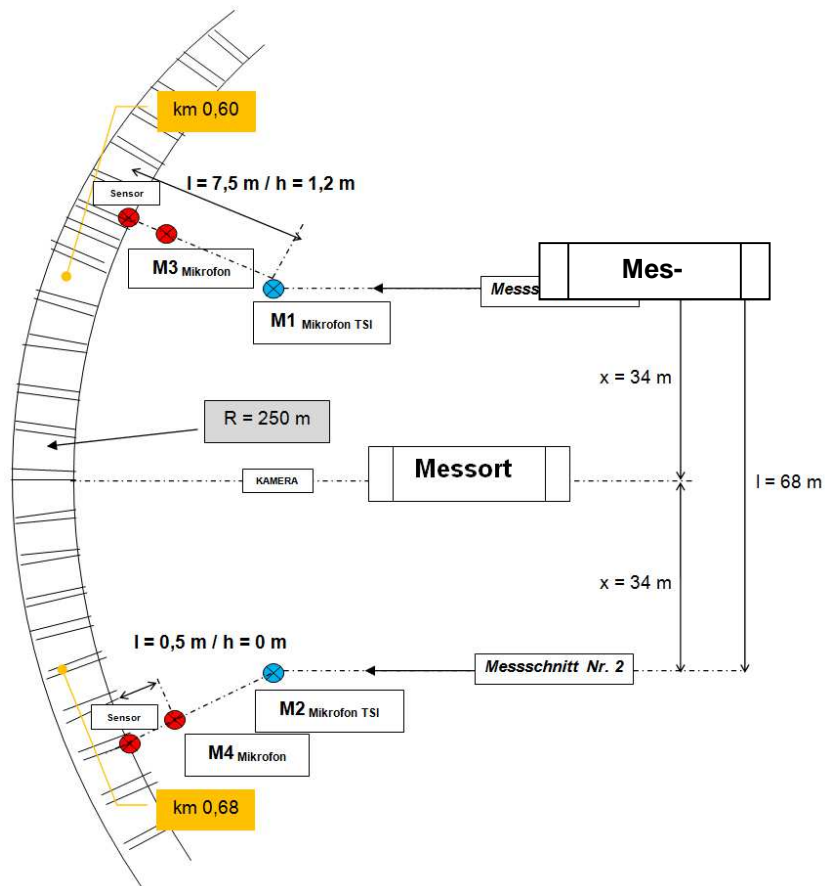 km 0,60
l = 7,5 m / h = 1,2 m
Sensor
M3 Mikrofon
Mes-
M1 Mikrofon TSI
x = 34 m
R = 250 m
Messort
KAMERA
l = 68 m
x = 34 m
l = 0,5 m / h = 0 m
Messschnitt Nr. 2
Sensor
M2 Mikrofon TSI
M4 Mikrofon
km 0,68